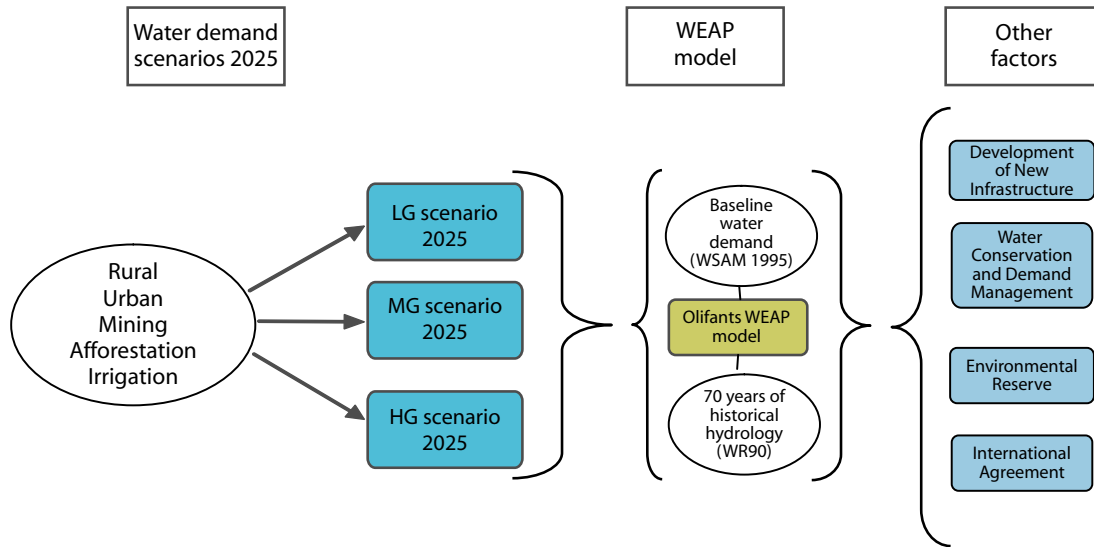 Water demand
scenarios 2025
WEAP
model
Other
factors
Rural
Urban
Mining
Afforestation
Irrigation
LG scenario
2025
MG scenario
2025
HG scenario
2025
Baseline
water
demand
(WSAM 1995)
Olifants WEAP
model
70 years of
historical
hydrology
(WR90)
Development
of New
Infrastructure
Water
Conservation
and Demand
Management
Environmental
Reserve
International
Agreement